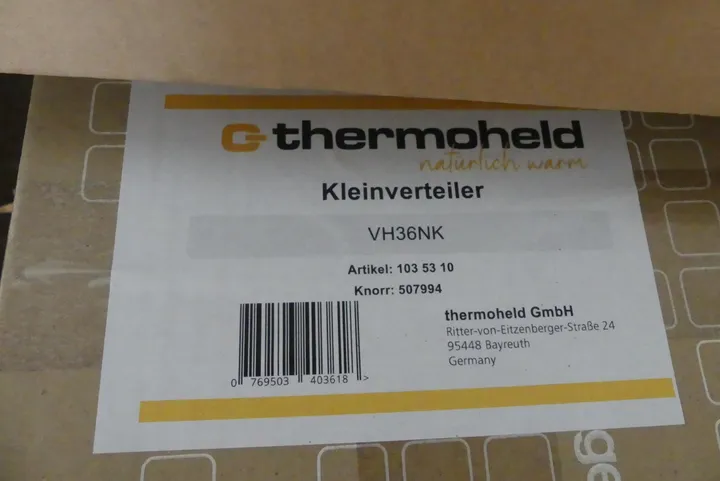 thermoheld
natürlich warm
Kleinverteiler
VH36NK
Artikel: 103 53 10
Knorr: 507994
0 769503 403618 >
thermoheld GmbH
Ritter-von-Eitzenberger-Straße 24
95448 Bayreuth
Germany
ge